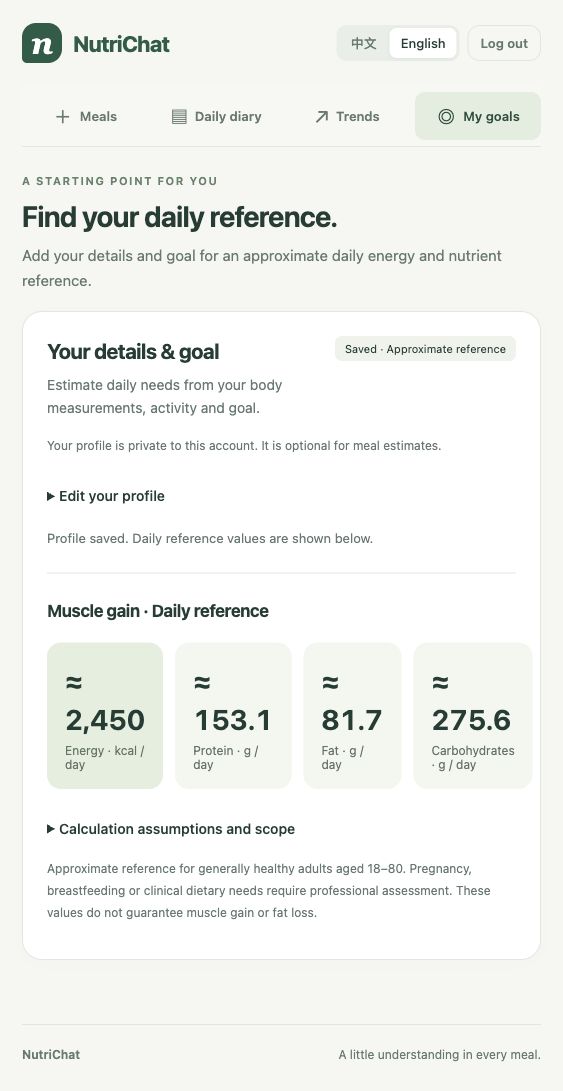 n NutriChat
中文 English Log out
Meals Daily diary Trends My goals
A STARTING POINT FOR YOU
Find your daily reference.
Add your details and goal for an approximate daily energy and nutrient
reference.
Your details & goal
Saved · Approximate reference
Estimate daily needs from your body
measurements, activity and goal.
Your profile is private to this account. It is optional for meal estimates.
Edit your profile
Profile saved. Daily reference values are shown below.
Muscle gain · Daily reference
≈
2,450
Energy · kcal /
day
≈
153.1
Protein · g /
day
≈
81.7
Fat · g /
day
≈
275.6
Carbohydrates
· g / day
Calculation assumptions and scope
Approximate reference for generally healthy adults aged 18–80. Pregnancy,
breastfeeding or clinical dietary needs require professional assessment. These
values do not guarantee muscle gain or fat loss.
NutriChat
A little understanding in every meal.